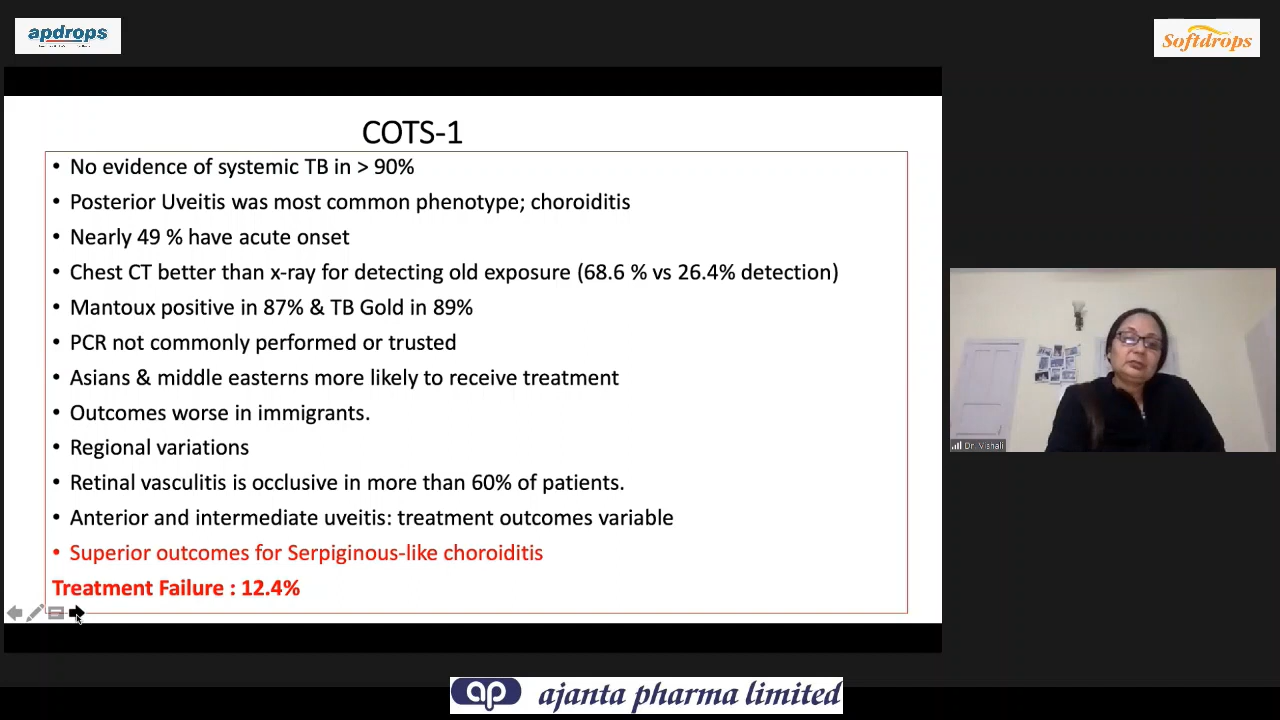 apdrops
Softdrops
COTS-1
• No evidence of systemic TB in > 90%
• Posterior Uveitis was most common phenotype; choroiditis
• Nearly 49 % have acute onset
• Chest CT better than x-ray for detecting old exposure (68.6 % vs 26.4% detection)
• Mantoux positive in 87% & TB Gold in 89%
• PCR not commonly performed or trusted
• Asians & middle easterns more likely to receive treatment
• Outcomes worse in immigrants.
• Regional variations
• Retinal vasculitis is occlusive in more than 60% of patients.
• Anterior and intermediate uveitis: treatment outcomes variable
• Superior outcomes for Serpiginous-like choroiditis
Treatment Failure : 12.4%
Dr. Vishali
ap ajanta pharma limited